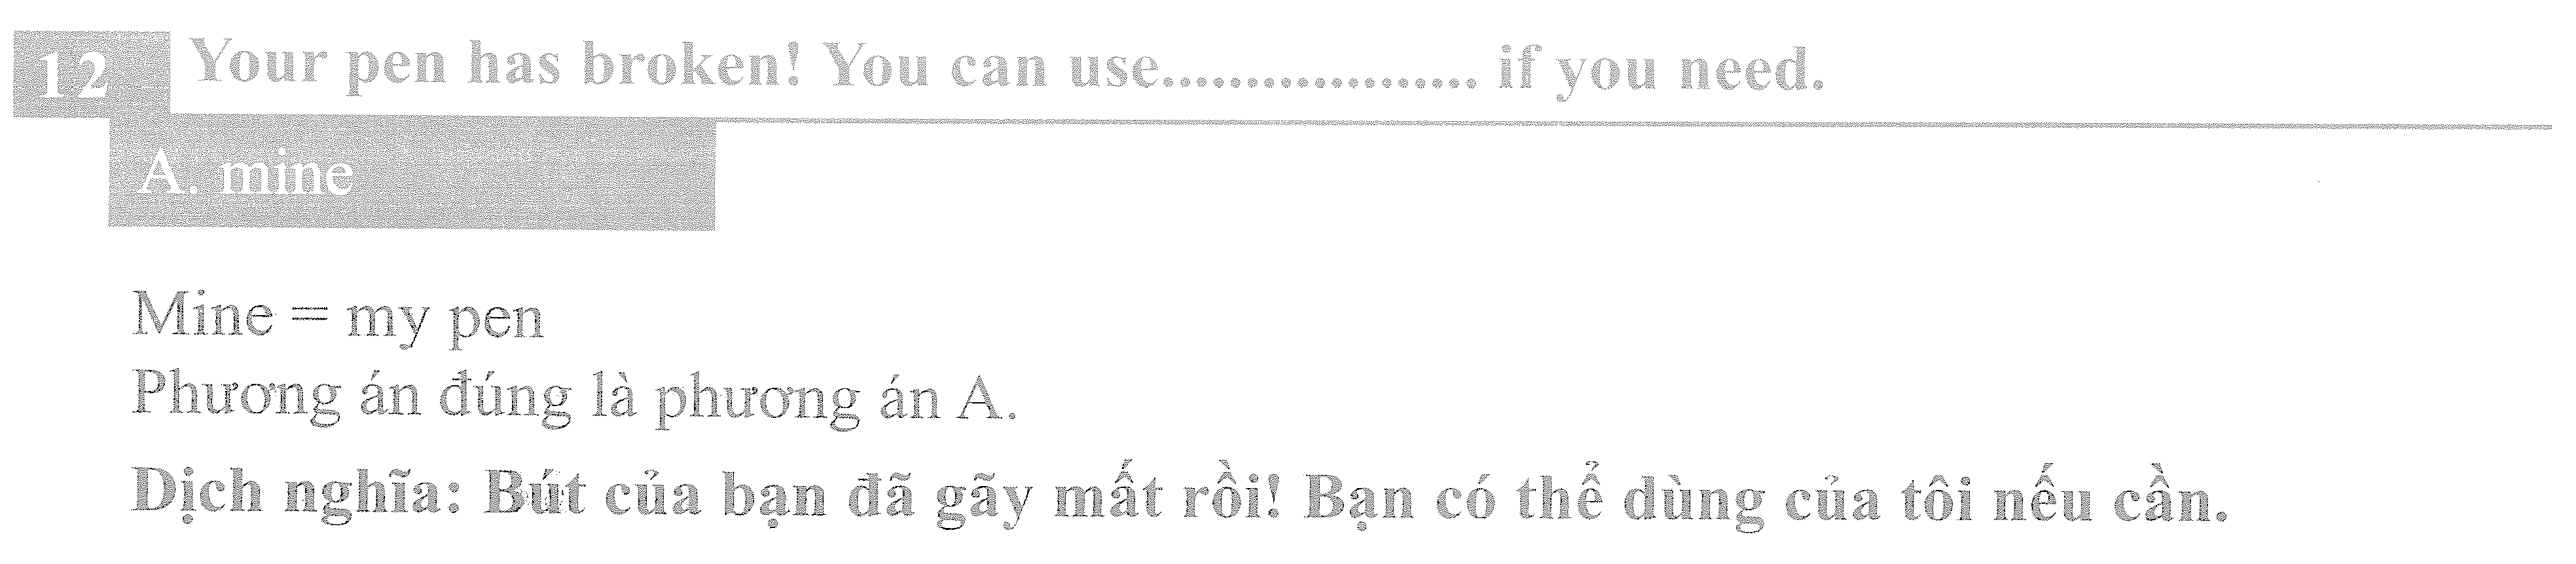 12 Your pen has broken! You can use................... if you need.
A. mine
Mine = my pen
Phương án đúng là phương án A.
Dịch nghĩa: Bút của bạn đã gãy mất rồi! Bạn có thể dùng của tôi nếu cần.